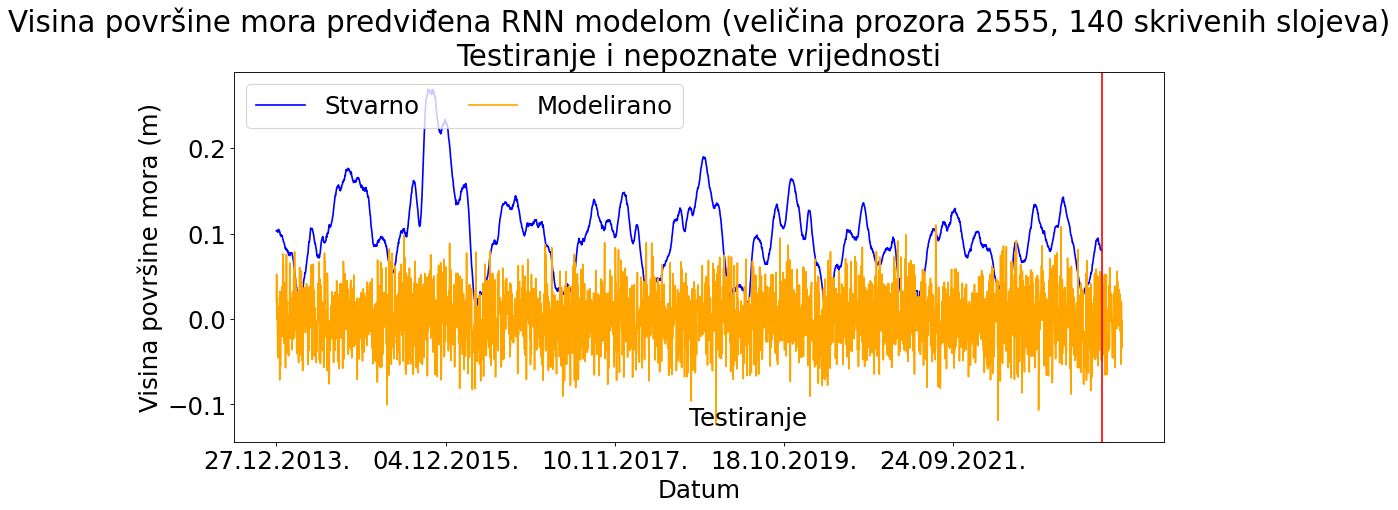 Visina površine mora predviđena RNN modelom (veličina prozora 2555, 140 skrivenih slojeva)
Testiranje i nepoznate vrijednosti
Stvarno Modelirano
Visina površine mora (m)
0.2
0.1
0.0
−0.1
Testiranje
27.12.2013. 04.12.2015. 10.11.2017. 18.10.2019. 24.09.2021.
Datum